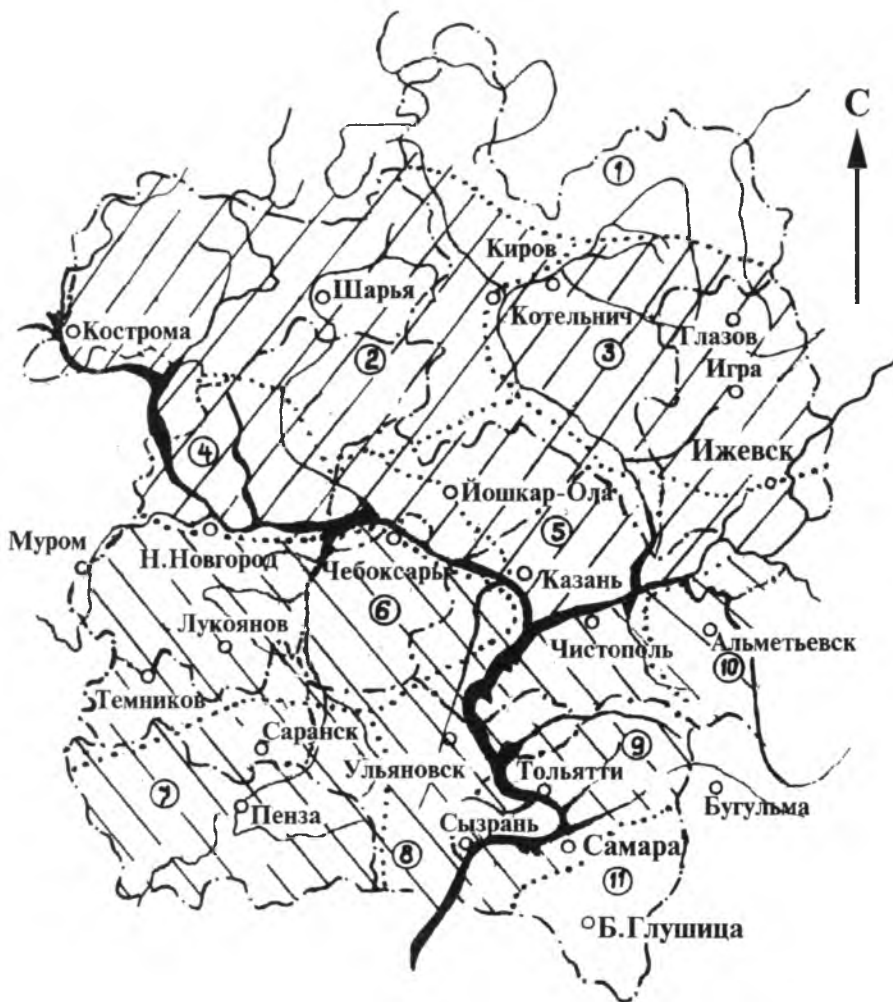 С
1
Киров
Шарья
Котельнич
Кострома
Глазов
2
3
Игра
4
Ижевск
Йошкар-Ола
5
Муром
Н.Новгород
Чебоксары
Казань
6
Лукоянов
Чистополь
Альметьевск
10
Темников
Саранск
Ульяновск
9
Тольятти
7
Пенза
Бугульма
Сызрань
8
Самара
11
Б.Глушица